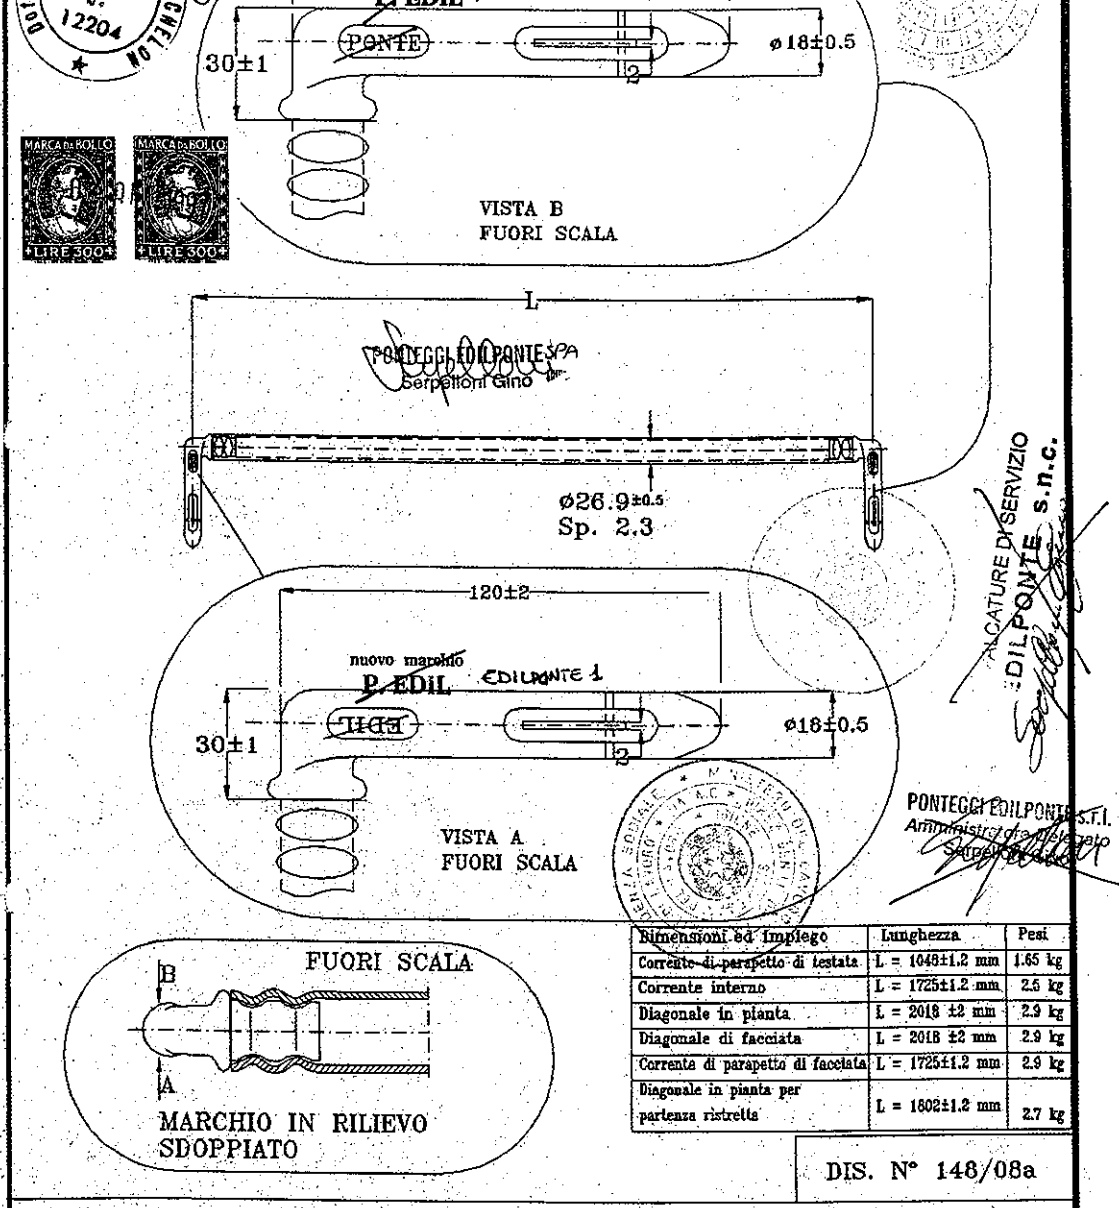 12204
P. EDiL
PONTE
30±1
ø18±0.5
2
MARCA DA BOLLO
LIRE 300
MARCA DA BOLLO
LIRE 300
VISTA B
FUORI SCALA
L
PONTEGGI EDILPONTE SPA
Serpelloni Gino
ø26.9±0.5
Sp. 2.3
DILPONTE s.n.c.
120±2
nuovo marchio
P. EDiL EDILPONTE 1
EDIL
30±1
ø18±0.5
2
VISTA A
FUORI SCALA
PONTEGGI EDILPONTE s.r.l.
FUORI SCALA
B
A
MARCHIO IN RILIEVO
SDOPPIATO
Dimensioni ed impiego Lunghezza Pesi
Corrente di parapetto di testata L = 1048±1.2 mm 1.65 kg
Corrente interno L = 1725±1.2 mm 2.5 kg
Diagonale in pianta L = 2018 ±2 mm 2.9 kg
Diagonale di facciata L = 2018 ±2 mm 2.9 kg
Corrente di parapetto di facciata L = 1725±1.2 mm 2.9 kg
Diagonale in pianta per
partenza ristretta L = 1602±1.2 mm 2.7 kg
DIS. N° 148/08a